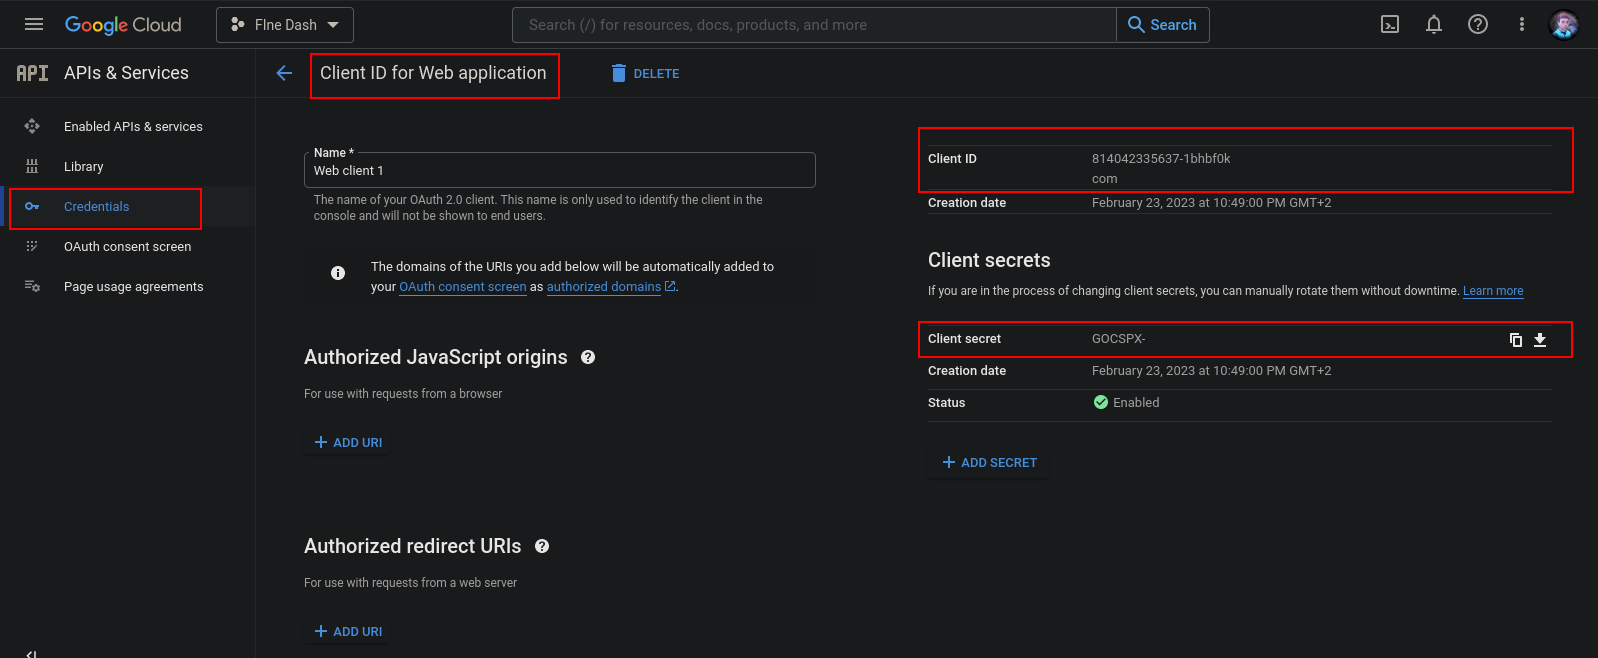 Google Cloud
FIne Dash
Search (/) for resources, docs, products, and more
Search
API APIs & Services
Client ID for Web application
DELETE
Enabled APIs & services
Library
Credentials
OAuth consent screen
Page usage agreements
Name *
Web client 1
The name of your OAuth 2.0 client. This name is only used to identify the client in the
console and will not be shown to end users.
The domains of the URIs you add below will be automatically added to
your OAuth consent screen as authorized domains.
Authorized JavaScript origins
For use with requests from a browser
+ ADD URI
Authorized redirect URIs
For use with requests from a web server
+ ADD URI
Client ID 814042335637-1bhbf0k
com
Creation date February 23, 2023 at 10:49:00 PM GMT+2
Client secrets
If you are in the process of changing client secrets, you can manually rotate them without downtime. Learn more
Client secret GOCSPX-
Creation date February 23, 2023 at 10:49:00 PM GMT+2
Status Enabled
+ ADD SECRET